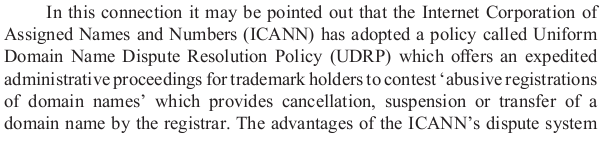 In this connection it may be pointed out that the Internet Corporation of
Assigned Names and Numbers (ICANN) has adopted a policy called Uniform
Domain Name Dispute Resolution Policy (UDRP) which offers an expedited
administrative proceedings for trademark holders to contest ‘abusive registrations
of domain names’ which provides cancellation, suspension or transfer of a
domain name by the registrar. The advantages of the ICANN’s dispute system